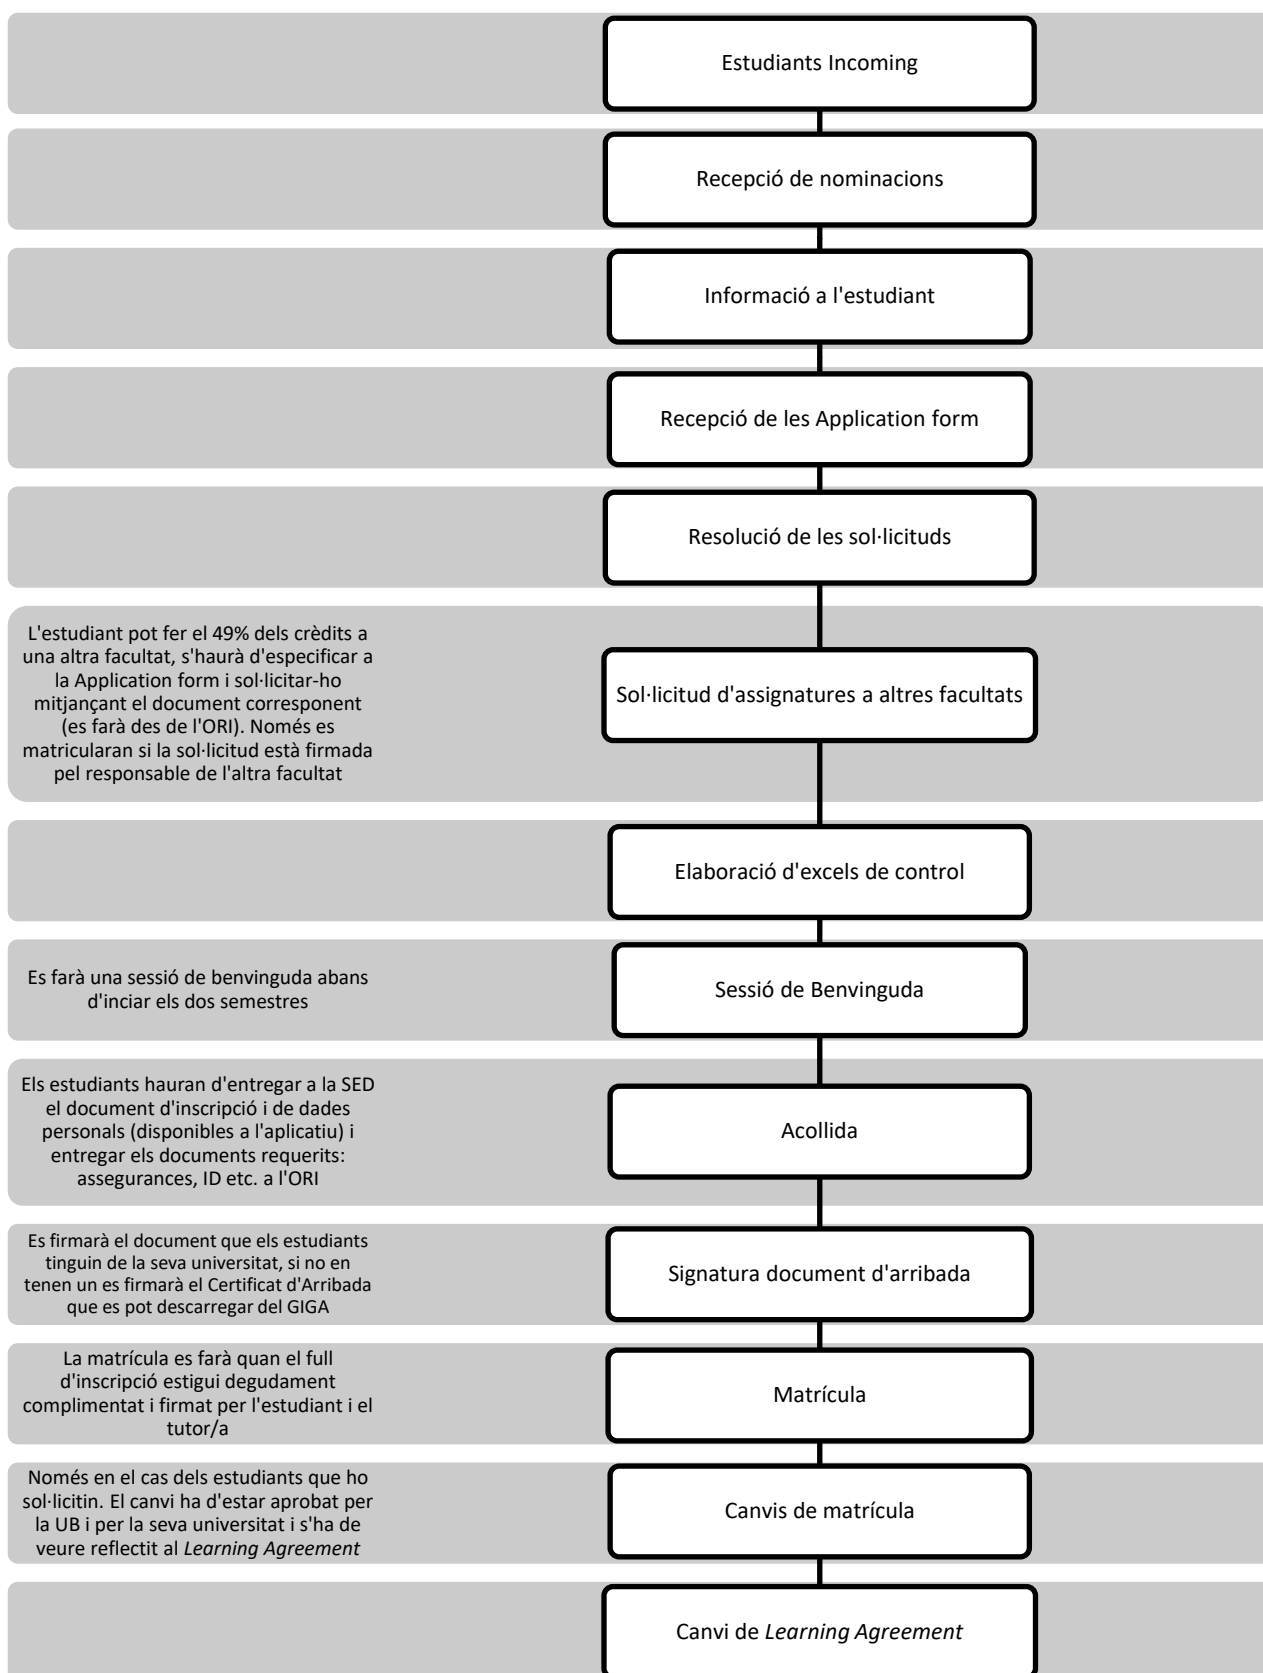 Estudiants Incoming
Recepció de nominacions
Informació a l'estudiant
Recepció de les Application form
Resolució de les sol·licituds
L'estudiant pot fer el 49% dels crèdits a
una altra facultat, s'haurà d'especificar a
la Application form i sol·licitar-ho
mitjançant el document corresponent
(es farà des de l'ORI). Només es
matricularan si la sol·licitud està firmada
pel responsable de l'altra facultat
Sol·licitud d'assignatures a altres facultats
Elaboració d'excels de control
Es farà una sessió de benvinguda abans
d'inciar els dos semestres
Sessió de Benvinguda
Els estudiants hauran d'entregar a la SED
el document d'inscripció i de dades
personals (disponibles a l'aplicatiu) i
entregar els documents requerits:
assegurances, ID etc. a l'ORI
Acollida
Es firmarà el document que els estudiants
tinguin de la seva universitat, si no en
tenen un es firmarà el Certificat d'Arribada
que es pot descarregar del GIGA
Signatura document d'arribada
La matrícula es farà quan el full
d'inscripció estigui degudament
complimentat i firmat per l'estudiant i el
tutor/a
Matrícula
Només en el cas dels estudiants que ho
sol·licitin. El canvi ha d'estar aprobat per
la UB i per la seva universitat i s'ha de
veure reflectit al Learning Agreement
Canvis de matrícula
Canvi de Learning Agreement